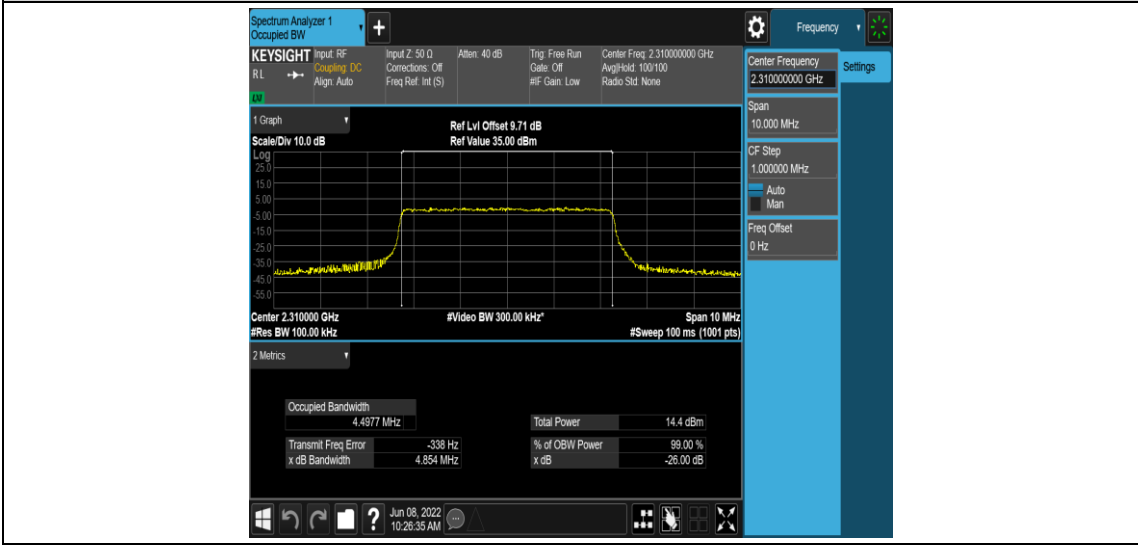 Spectrum Analyzer 1
Occupied BW
+
Frequency
KEYSIGHT
RL
LM
Input: RF
Coupling: DC
Align: Auto
Input Z: 50 Ω
Corrections: Off
Freq Ref: Int (S)
Atten: 40 dB
Trig: Free Run
Gate: Off
#IF Gain: Low
Center Freq: 2.310000000 GHz
Avg|Hold: 100/100
Radio Std: None
Center Frequency
2.310000000 GHz
Settings
Span
10.000 MHz
CF Step
1.000000 MHz
Auto
Man
Freq Offset
0 Hz
1 Graph
Scale/Div 10.0 dB
Ref Lvl Offset 9.71 dB
Ref Value 35.00 dBm
Log
25.0
15.0
5.00
-5.00
-15.0
-25.0
-35.0
-45.0
-55.0
Center 2.310000 GHz
#Video BW 300.00 kHz*
Span 10 MHz
#Res BW 100.00 kHz
#Sweep 100 ms (1001 pts)
2 Metrics
Occupied Bandwidth
4.4977 MHz
Total Power 14.4 dBm
Transmit Freq Error -338 Hz
% of OBW Power 99.00 %
x dB Bandwidth 4.854 MHz
x dB -26.00 dB
?
Jun 08, 2022
10:26:35 AM